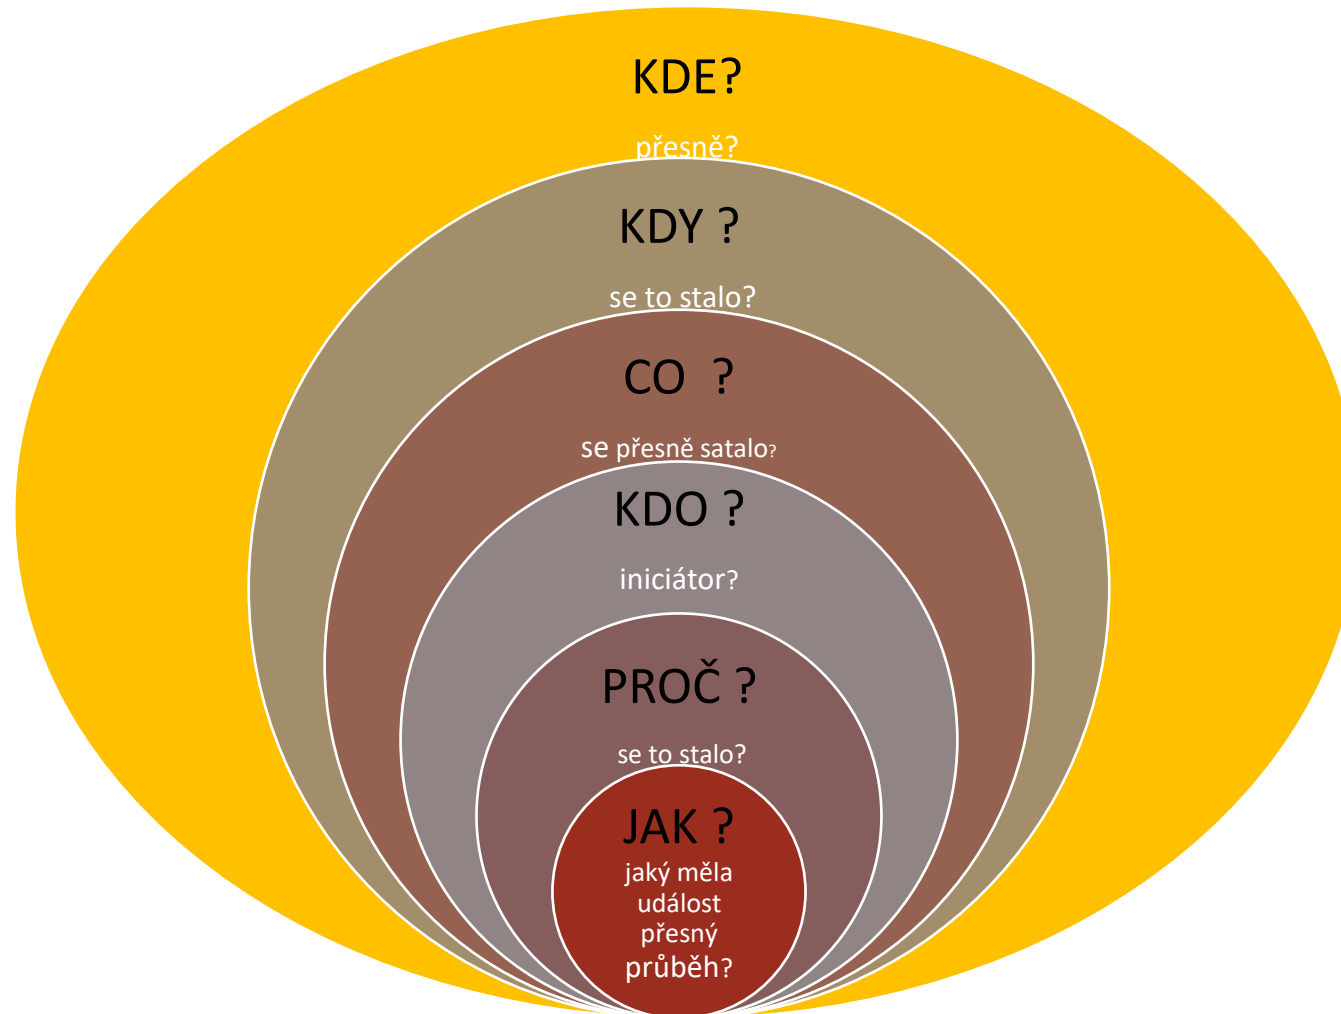 KDE?
přesně?
KDY ?
se to stalo?
CO ?
se přesně satalo?
KDO ?
iniciátor?
PROČ ?
se to stalo?
JAK ?
jaký měla
událost
přesný
průběh?